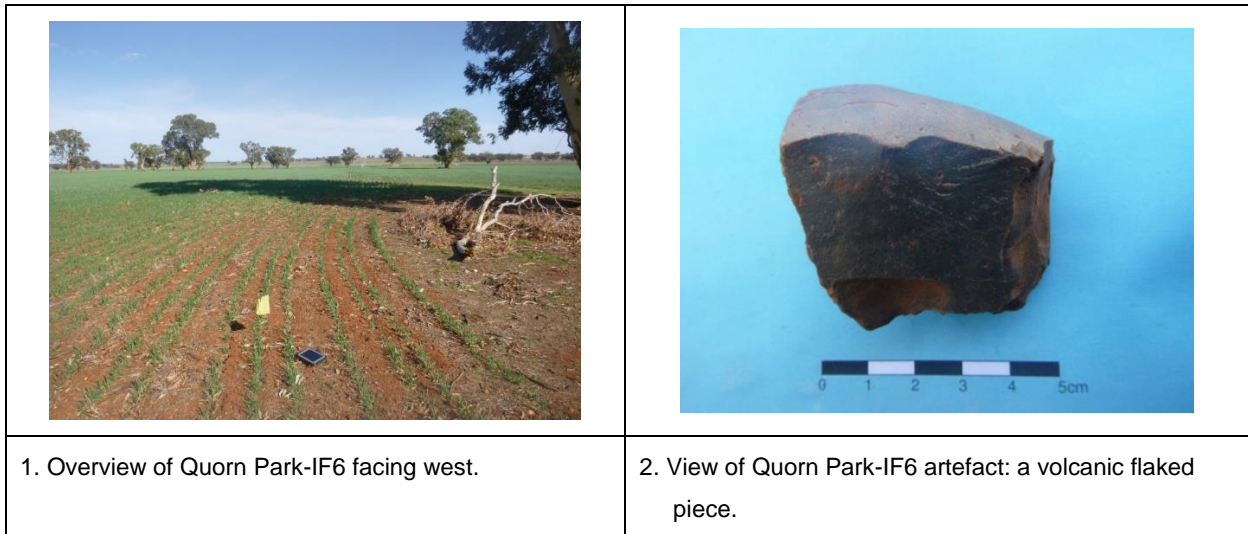 0 1 2 3 4 5cm
1. Overview of Quorn Park-IF6 facing west.
2. View of Quorn Park-IF6 artefact: a volcanic flaked
piece.